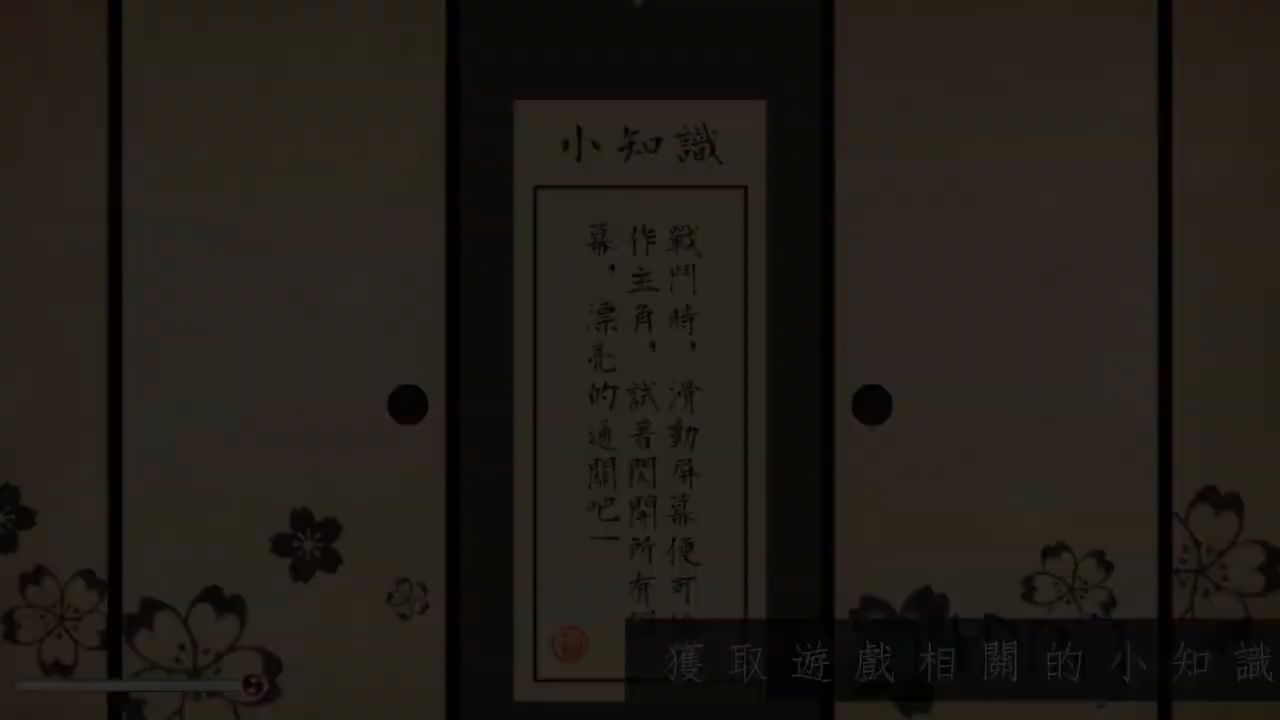 小知識
戰鬥時，滑動屏幕便可
作主角，試著閃開所有
幕，漂亮的通關吧－
獲取遊戲相關的小知識